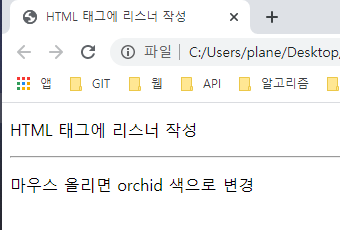 HTML 태그에 리스너 작성
파일 C:/Users/plane/Desktop/
앱 GIT 웹 API 알고리즘
HTML 태그에 리스너 작성
마우스 올리면 orchid 색으로 변경